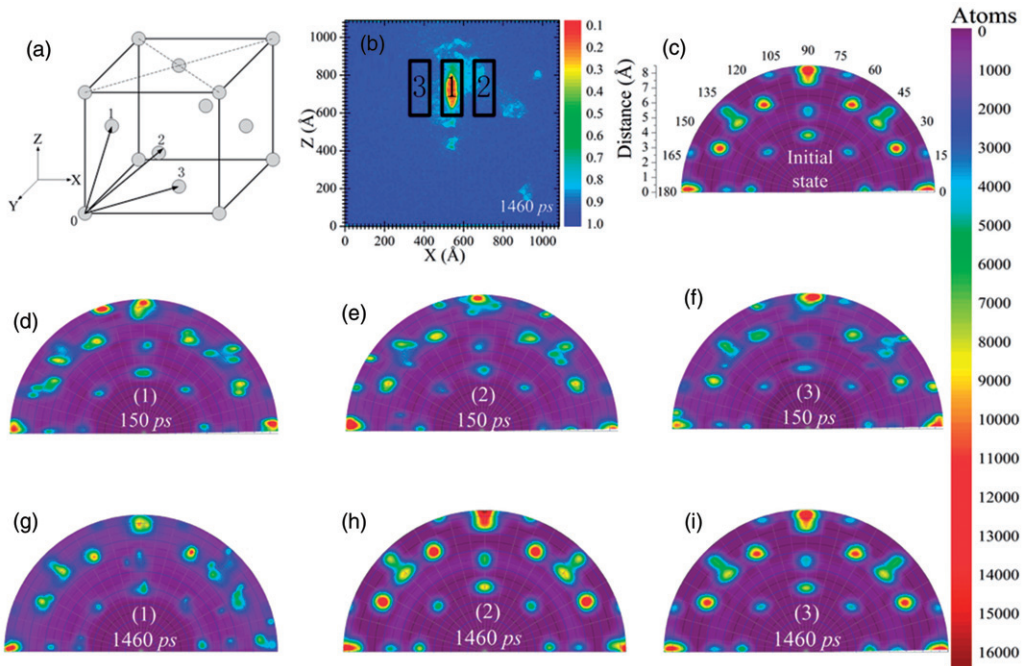 (a)
1
2
3
0
Z
X
Y
(b)
1000
800
600
400
200
0
Z (Å)
0 200 400 600 800 1000
X (Å)
3 1 2
1460 ps
0.1
0.2
0.3
0.4
0.5
0.6
0.7
0.8
0.9
1.0
(c)
Distance (Å)
8
7
6
5
4
3
2
1
0
180
165
150
135
120
105
90
75
60
45
30
15
0
Initial
state
Atoms
0
1000
2000
3000
4000
5000
6000
7000
8000
9000
10000
11000
12000
13000
14000
15000
16000
(d)
(1)
150 ps
(e)
(2)
150 ps
(f)
(3)
150 ps
(g)
(1)
1460 ps
(h)
(2)
1460 ps
(i)
(3)
1460 ps